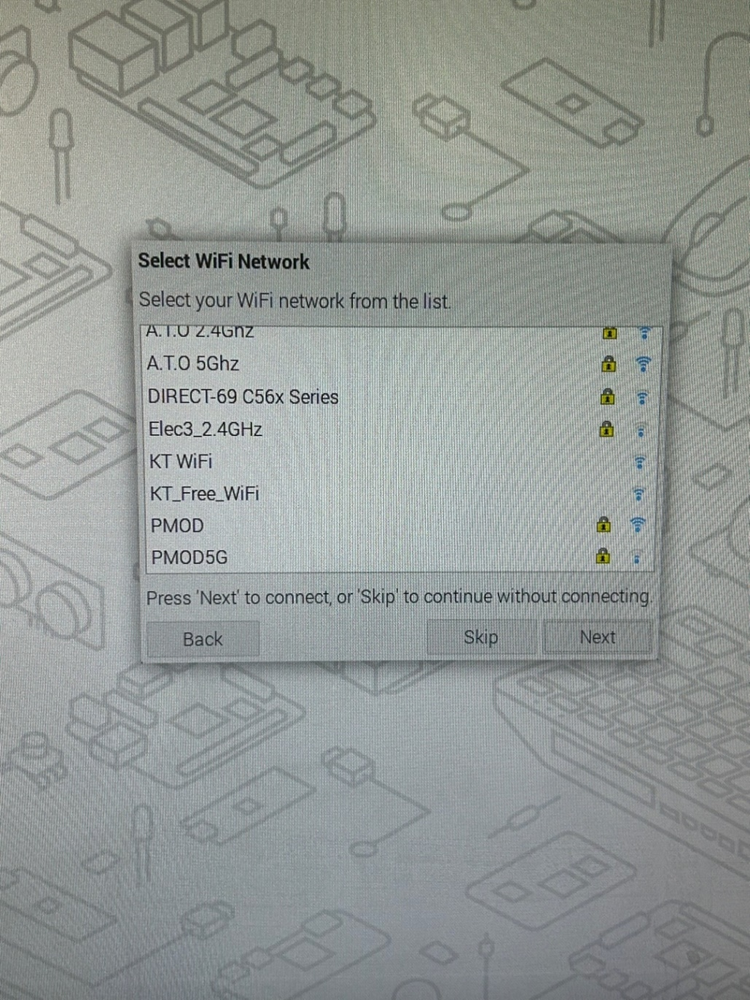 Select WiFi Network
Select your WiFi network from the list.
A.T.O 2.4Ghz
A.T.O 5Ghz
DIRECT-69 C56x Series
Elec3_2.4GHz
KT WiFi
KT_Free_WiFi
PMOD
PMOD5G
Press 'Next' to connect, or 'Skip' to continue without connecting.
Back Skip Next